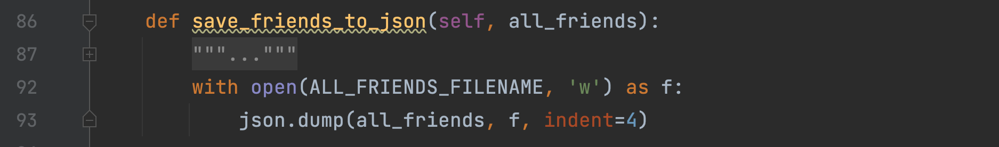 86 def save_friends_to_json(self, all_friends):
87 """..."""
92 with open(ALL_FRIENDS_FILENAME, 'w') as f:
93 json.dump(all_friends, f, indent=4)